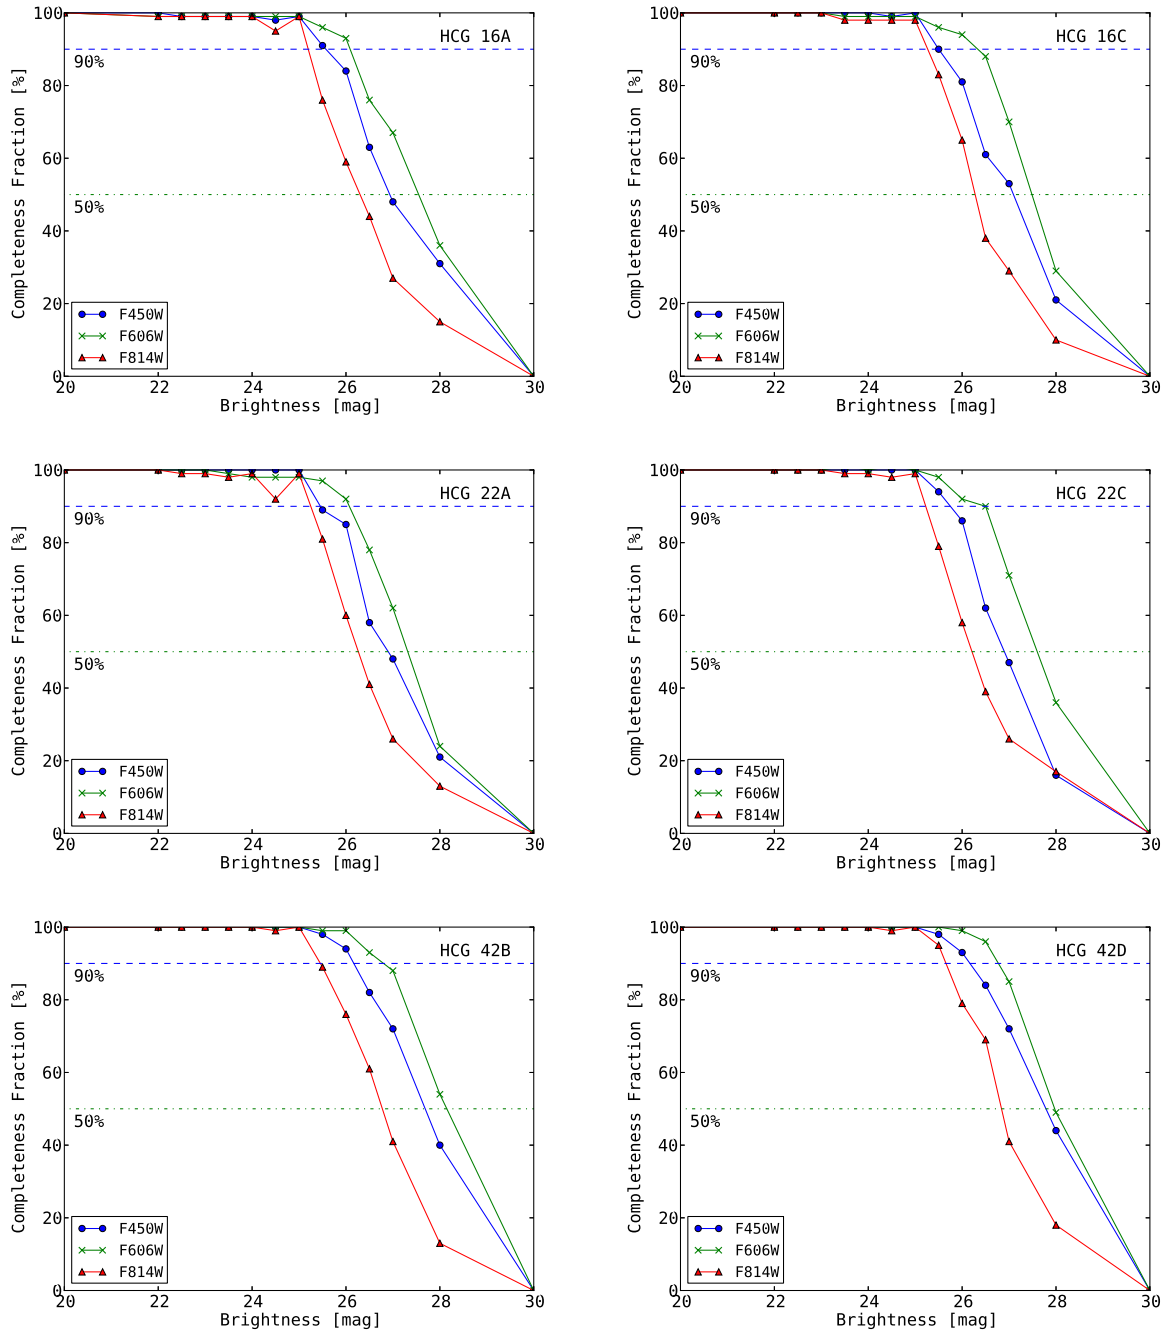 100
HCG 16A
90%
80
60
50%
40
20
F450W
F606W
F814W
0
20 22 24 26 28 30
Brightness [mag]
Completeness Fraction [%]
100
HCG 16C
90%
80
60
50%
40
20
F450W
F606W
F814W
0
20 22 24 26 28 30
Brightness [mag]
Completeness Fraction [%]
100
HCG 22A
90%
80
60
50%
40
20
F450W
F606W
F814W
0
20 22 24 26 28 30
Brightness [mag]
Completeness Fraction [%]
100
HCG 22C
90%
80
60
50%
40
20
F450W
F606W
F814W
0
20 22 24 26 28 30
Brightness [mag]
Completeness Fraction [%]
100
HCG 42B
90%
80
60
50%
40
20
F450W
F606W
F814W
0
20 22 24 26 28 30
Brightness [mag]
Completeness Fraction [%]
100
HCG 42D
90%
80
60
50%
40
20
F450W
F606W
F814W
0
20 22 24 26 28 30
Brightness [mag]
Completeness Fraction [%]